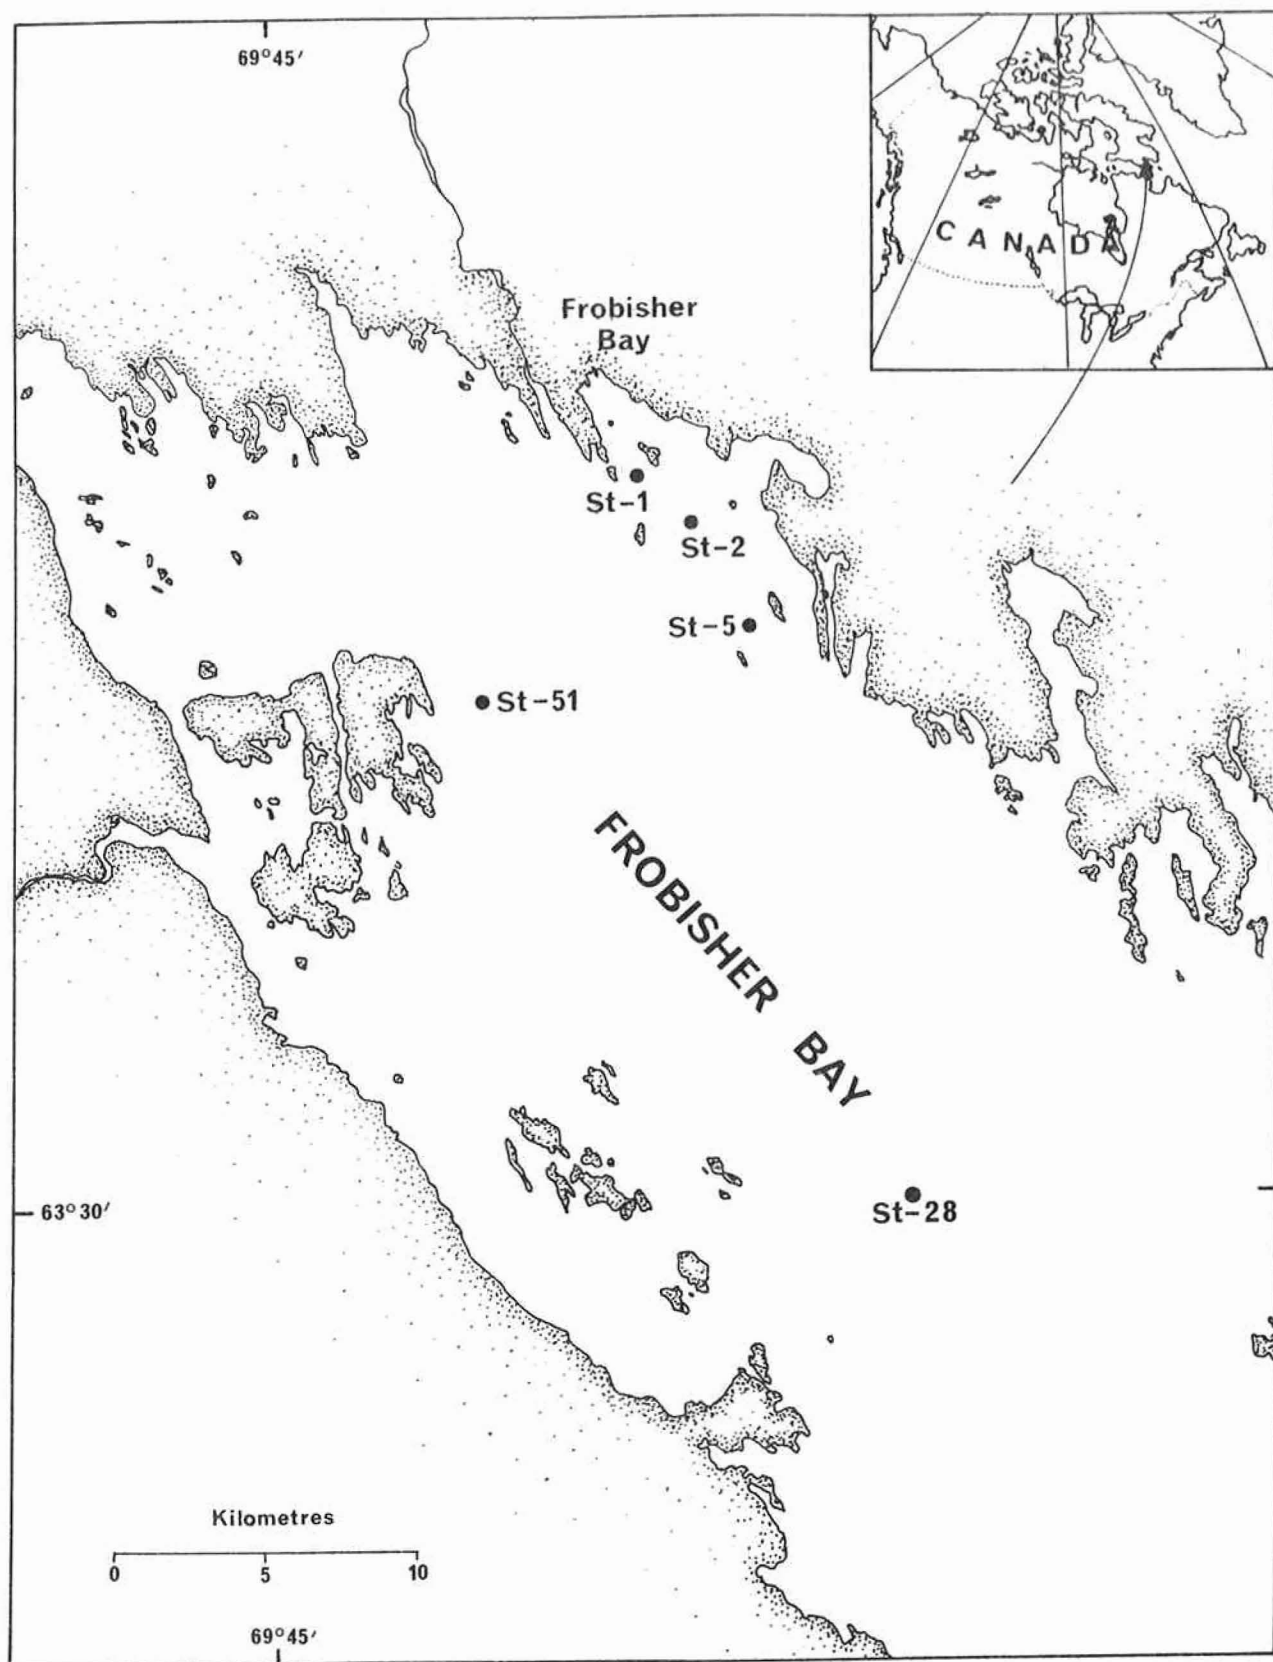 69°45′
CANADA
Frobisher
Bay
St-1
St-2
St-5
St-51
FROBISHER BAY
63°30′
St-28
Kilometres
0 5 10
69°45′